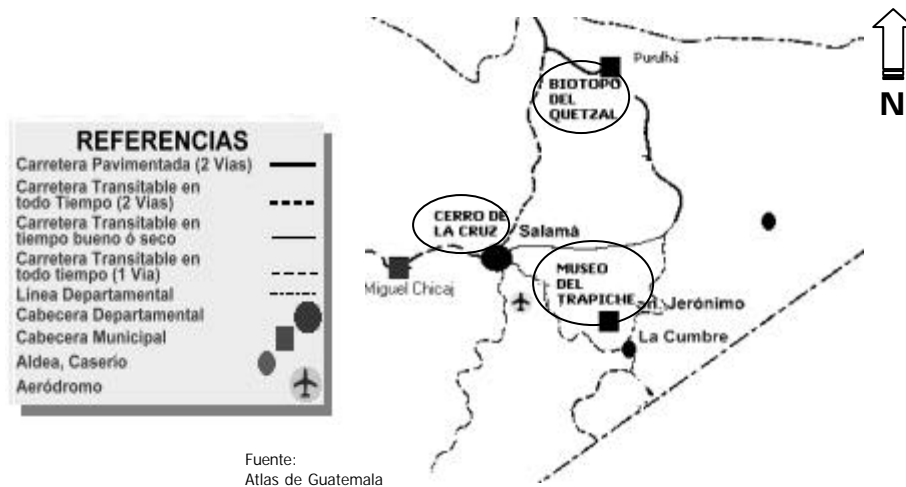 REFERENCIAS
Carretera Pavimentada (2 Vias)
Carretera Transitable en
todo Tiempo (2 Vias)
Carretera Transitable en
tiempo bueno ó seco
Carretera Transitable en
todo tiempo (1 Via)
Linea Departamental
Cabecera Departamental
Cabecera Municipal
Aldea, Caserio
Aeródromo
Purulhá
BIOTOPO
DEL
QUETZAL
N
CERRO DE
LA CRUZ
Salamá
Miguel Chicaj
MUSEO
DEL
TRAPICHE
an. Jerónimo
La Cumbre
Fuente:
Atlas de Guatemala